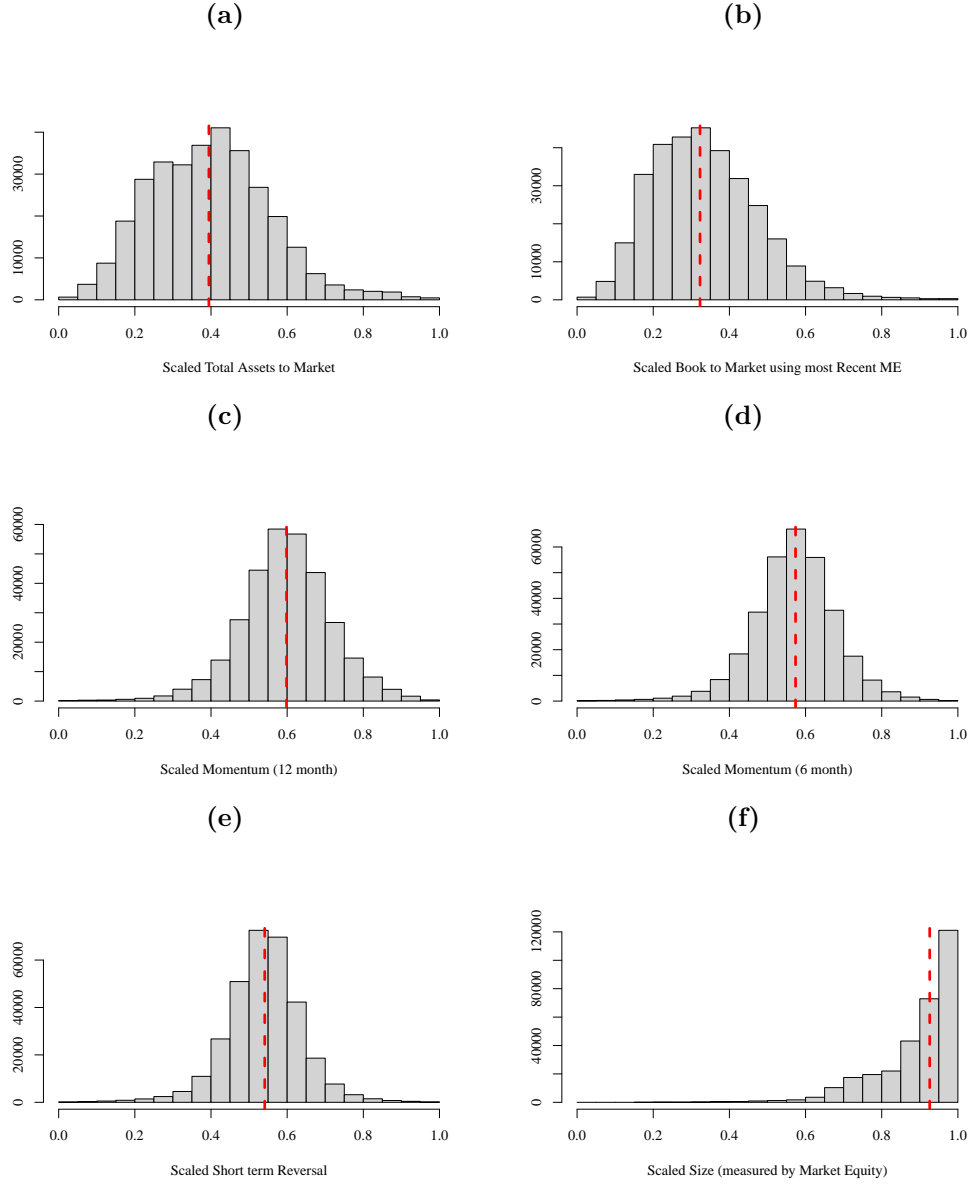 (a)
(b)
0 10000 30000
0.0 0.2 0.4 0.6 0.8 1.0
Scaled Total Assets to Market
0 10000 30000
0.0 0.2 0.4 0.6 0.8 1.0
Scaled Book to Market using most Recent ME
(c)
(d)
0 20000 40000 60000
0.0 0.2 0.4 0.6 0.8 1.0
Scaled Momentum (12 month)
0 20000 40000 60000
0.0 0.2 0.4 0.6 0.8 1.0
Scaled Momentum (6 month)
(e)
(f)
0 20000 40000 60000
0.0 0.2 0.4 0.6 0.8 1.0
Scaled Short term Reversal
0 40000 80000 120000
0.0 0.2 0.4 0.6 0.8 1.0
Scaled Size (measured by Market Equity)